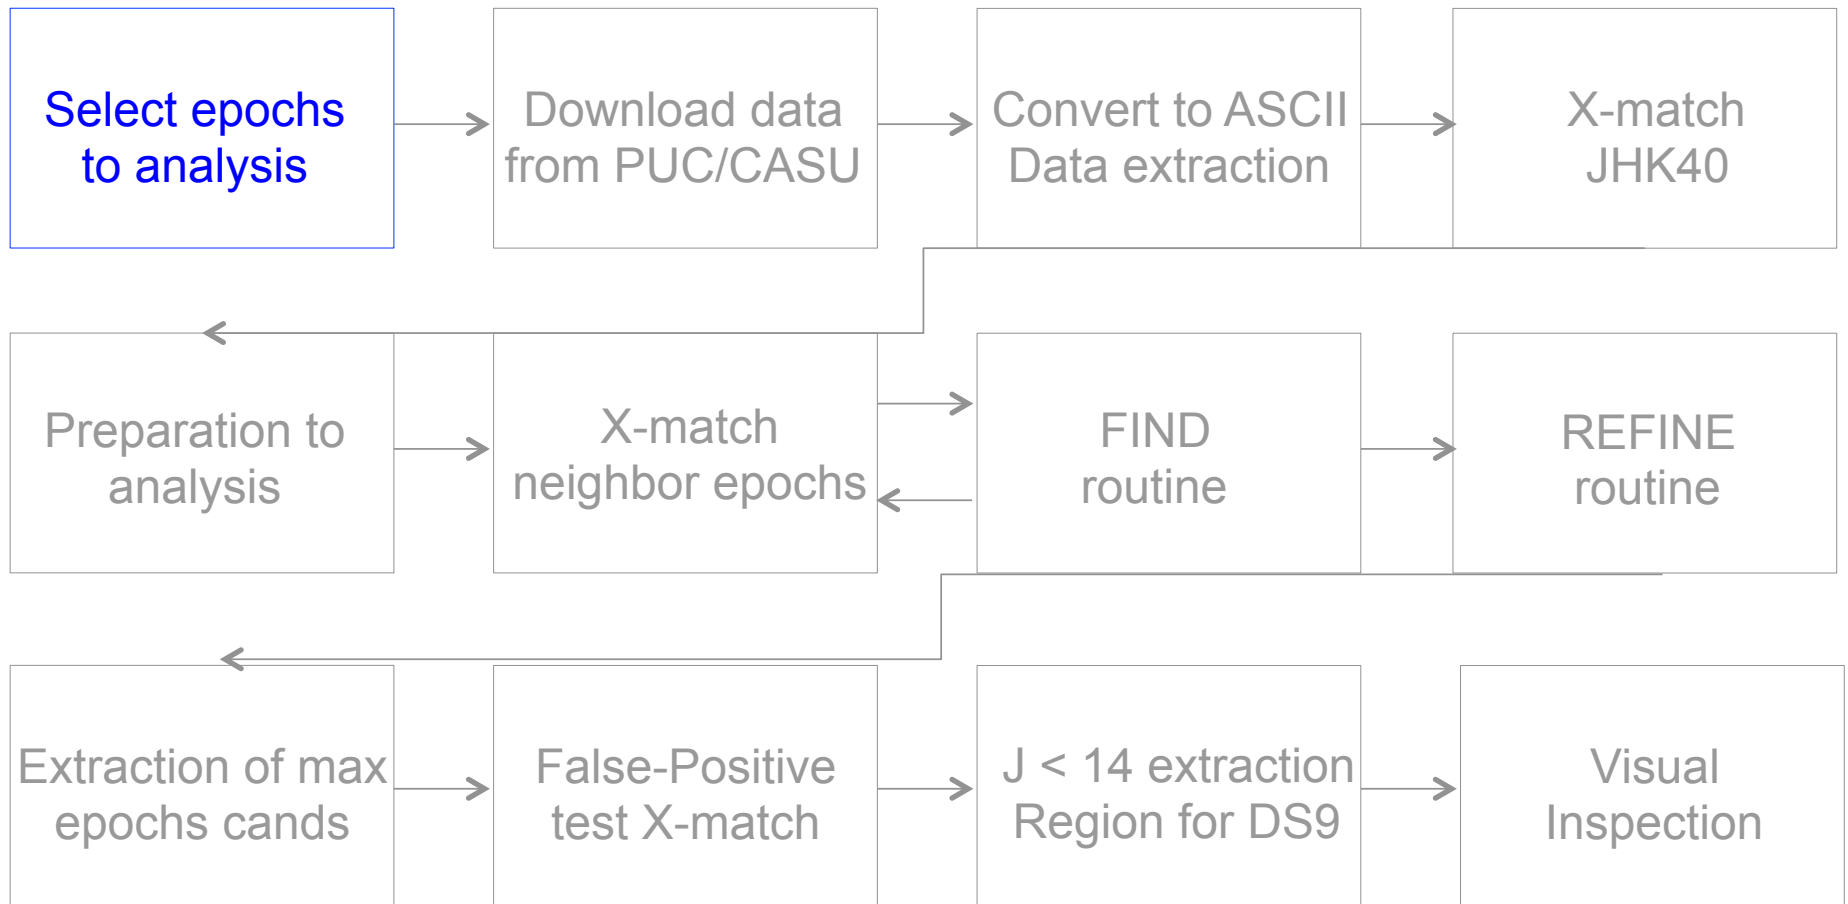 Select epochs
to analysis
Download data
from PUC/CASU
Convert to ASCII
Data extraction
X-match
JHK40
Preparation to
analysis
X-match
neighbor epochs
FIND
routine
REFINE
routine
Extraction of max
epochs cands
False-Positive
test X-match
J < 14 extraction
Region for DS9
Visual
Inspection